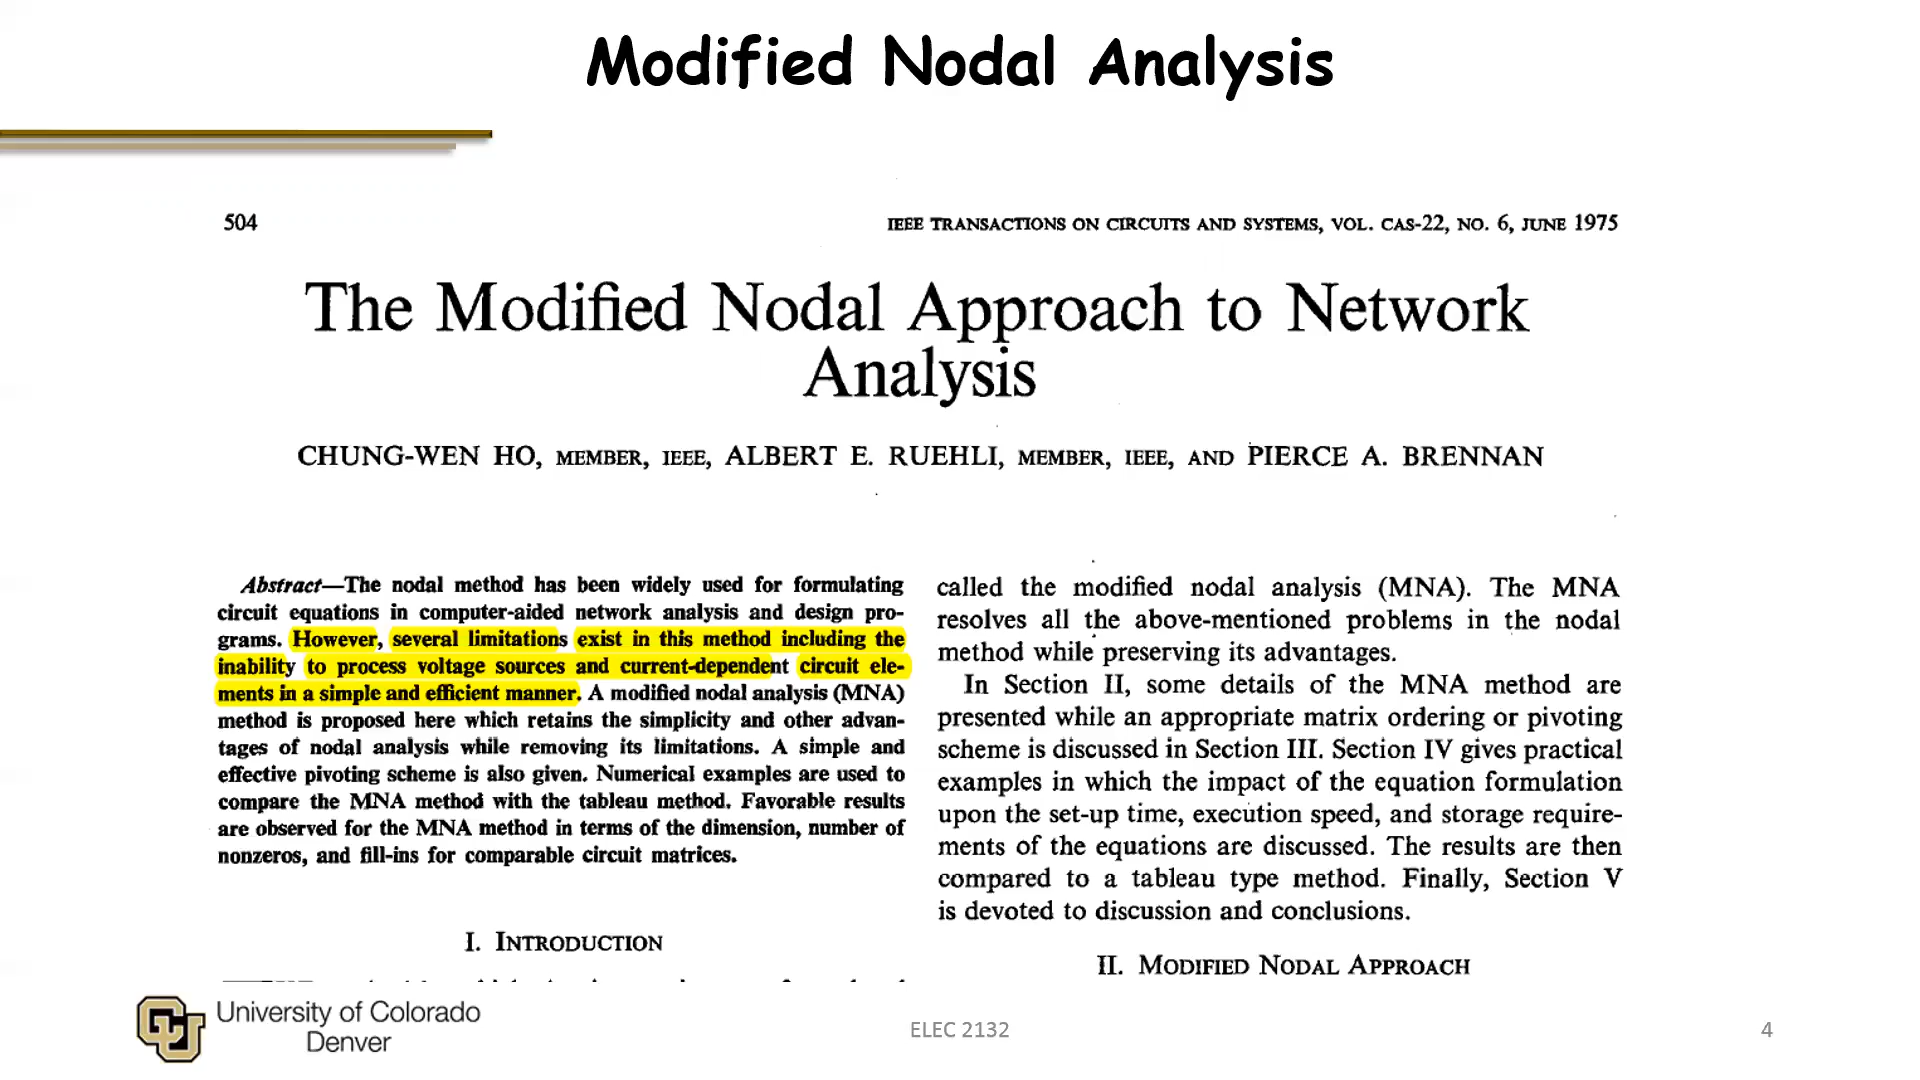 Modified Nodal Analysis
504
IEEE TRANSACTIONS ON CIRCUITS AND SYSTEMS, VOL. CAS-22, NO. 6, JUNE 1975
The Modified Nodal Approach to Network
Analysis
CHUNG-WEN HO, MEMBER, IEEE, ALBERT E. RUEHLI, MEMBER, IEEE, AND PIERCE A. BRENNAN
Abstract—The nodal method has been widely used for formulating
circuit equations in computer-aided network analysis and design pro-
grams. However, several limitations exist in this method including the
inability to process voltage sources and current-dependent circuit ele-
ments in a simple and efficient manner. A modified nodal analysis (MNA)
method is proposed here which retains the simplicity and other advan-
tages of nodal analysis while removing its limitations. A simple and
effective pivoting scheme is also given. Numerical examples are used to
compare the MNA method with the tableau method. Favorable results
are observed for the MNA method in terms of the dimension, number of
nonzeros, and fill-ins for comparable circuit matrices.
I. INTRODUCTION
called the modified nodal analysis (MNA). The MNA
resolves all the above-mentioned problems in the nodal
method while preserving its advantages.
In Section II, some details of the MNA method are
presented while an appropriate matrix ordering or pivoting
scheme is discussed in Section III. Section IV gives practical
examples in which the impact of the equation formulation
upon the set-up time, execution speed, and storage require-
ments of the equations are discussed. The results are then
compared to a tableau type method. Finally, Section V
is devoted to discussion and conclusions.
II. MODIFIED NODAL APPROACH
University of Colorado
Denver
ELEC 2132
4